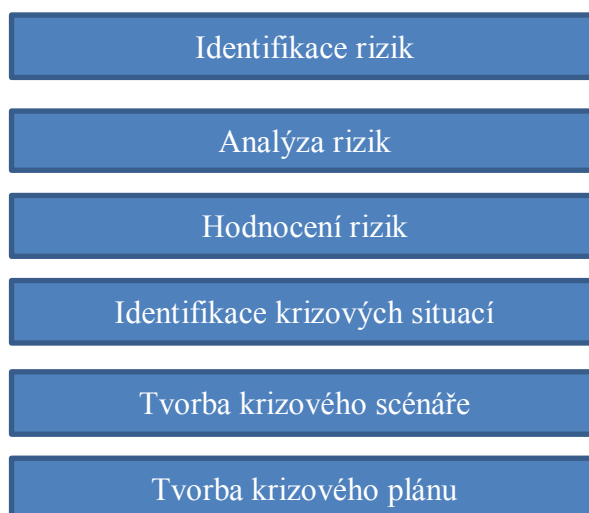 Identifikace rizik
Analýza rizik
Hodnocení rizik
Identifikace krizových situací
Tvorba krizového scénáře
Tvorba krizového plánu